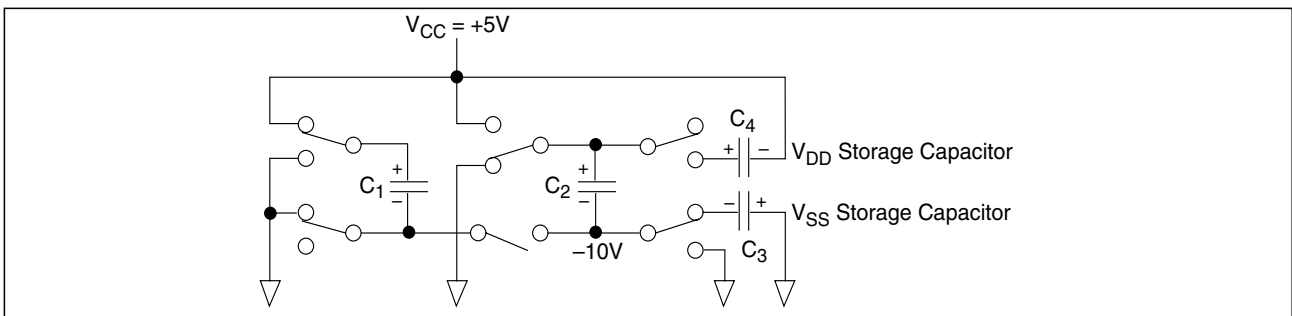 V_CC = +5V
C_4
+ −
V_DD Storage Capacitor
+
C_1
−
+
C_2
−
− +
V_SS Storage Capacitor
−10V
C_3